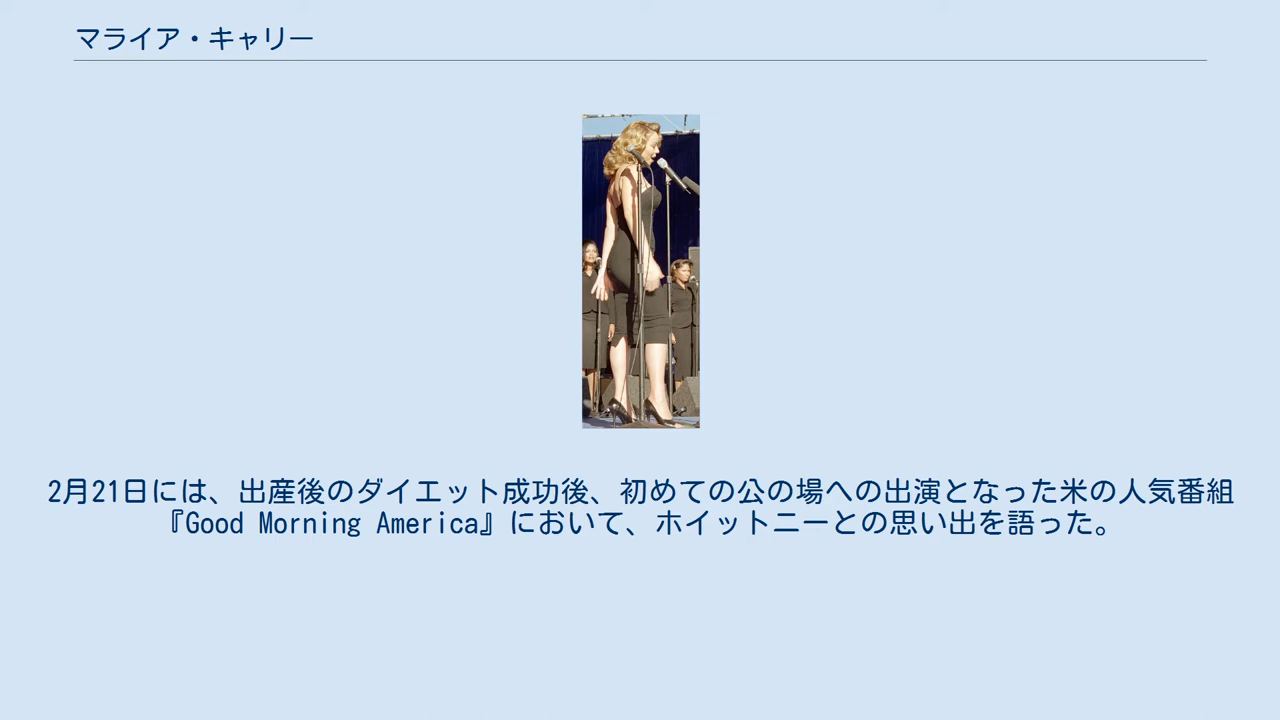 マライア・キャリー
2月21日には、出産後のダイエット成功後、初めての公の場への出演となった米の人気番組
『Good Morning America』において、ホイットニーとの思い出を語った。